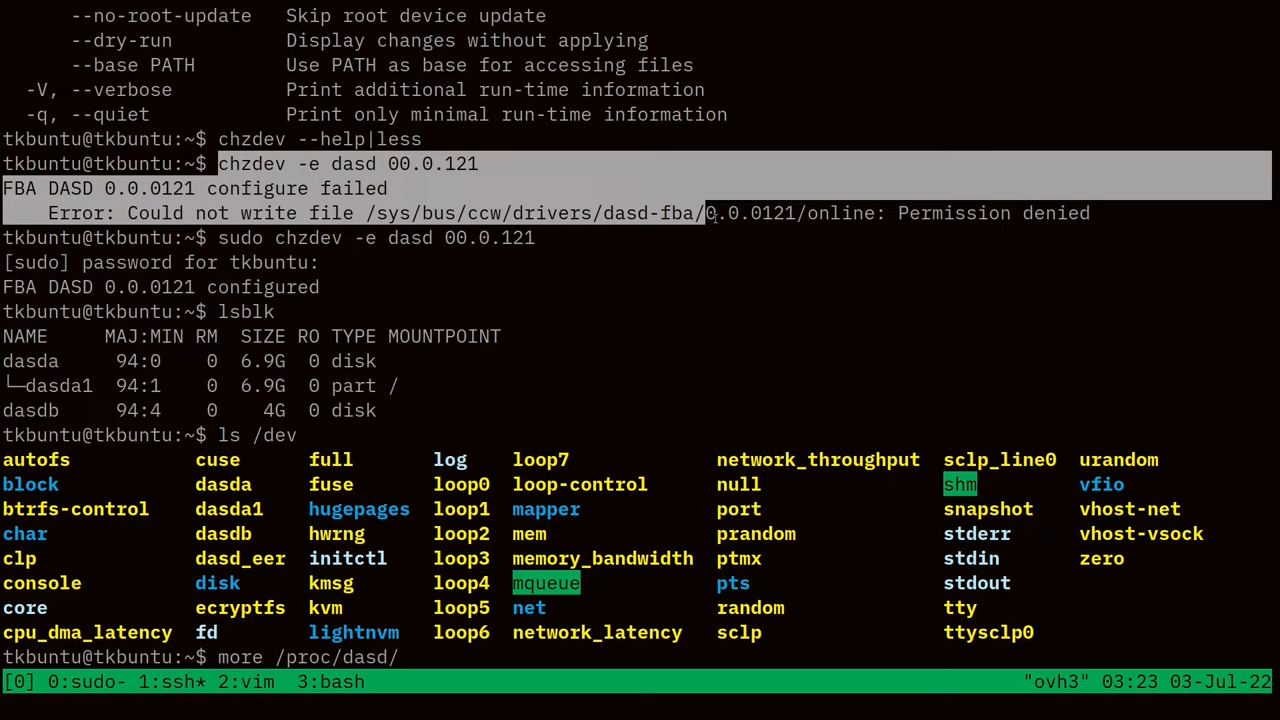 --no-root-update   Skip root device update
      --dry-run          Display changes without applying
      --base PATH        Use PATH as base for accessing files
  -V, --verbose          Print additional run-time information
  -q, --quiet            Print only minimal run-time information
tkbuntu@tkbuntu:~$ chzdev --help|less
tkbuntu@tkbuntu:~$ chzdev -e dasd 00.0.121
FBA DASD 0.0.0121 configure failed
    Error: Could not write file /sys/bus/ccw/drivers/dasd-fba/0.0.0121/online: Permission denied
tkbuntu@tkbuntu:~$ sudo chzdev -e dasd 00.0.121
[sudo] password for tkbuntu:
FBA DASD 0.0.0121 configured
tkbuntu@tkbuntu:~$ lsblk
NAME     MAJ:MIN RM  SIZE RO TYPE MOUNTPOINT
dasda     94:0    0  6.9G  0 disk
└─dasda1  94:1    0  6.9G  0 part /
dasdb     94:4    0    4G  0 disk
tkbuntu@tkbuntu:~$ ls /dev
autofs           cuse      full       log    loop7             network_throughput  sclp_line0  urandom
block            dasda     fuse       loop0  loop-control      null                shm         vfio
btrfs-control    dasda1    hugepages  loop1  mapper            port                snapshot    vhost-net
char             dasdb     hwrng      loop2  mem               prandom             stderr      vhost-vsock
clp              dasd_eer  initctl    loop3  memory_bandwidth  ptmx                stdin       zero
console          disk      kmsg       loop4  mqueue            pts                 stdout
core             ecryptfs  kvm        loop5  net               random              tty
cpu_dma_latency  fd        lightnvm   loop6  network_latency   sclp                ttysclp0
tkbuntu@tkbuntu:~$ more /proc/dasd/
[0] 0:sudo- 1:ssh* 2:vim  3:bash "ovh3" 03:23 03-Jul-22